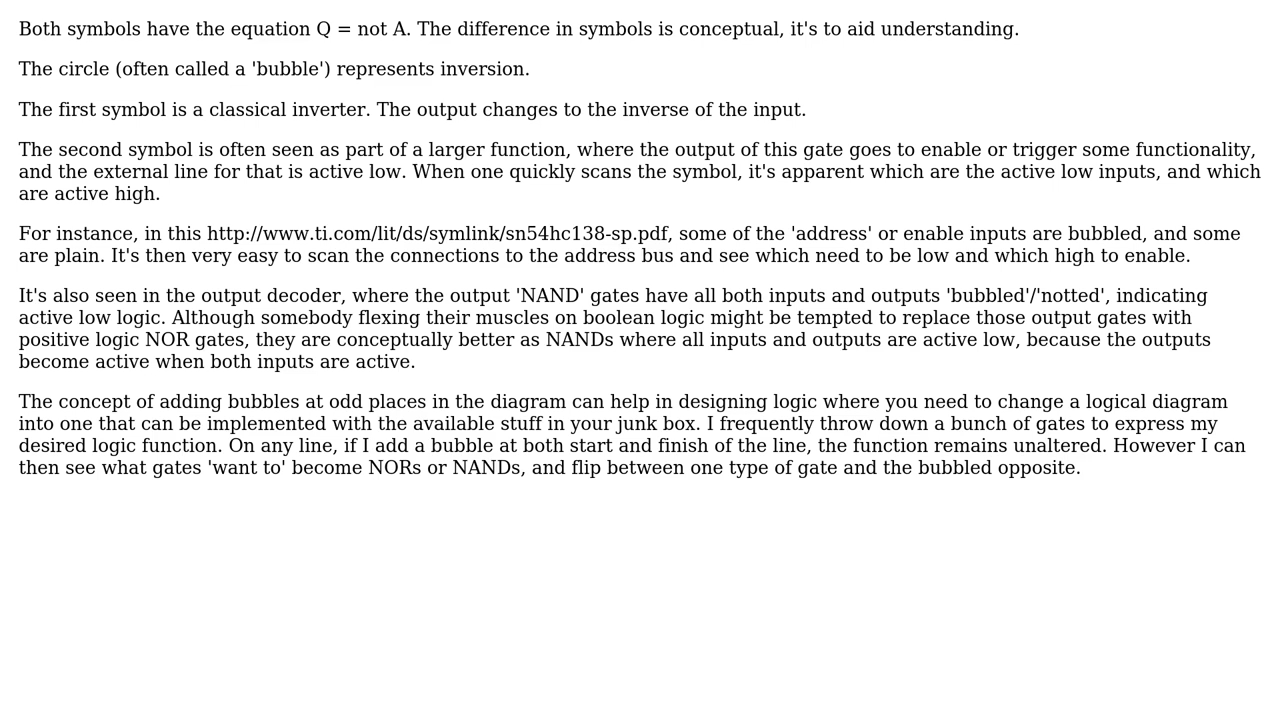 Both symbols have the equation Q = not A. The difference in symbols is conceptual, it's to aid understanding.
The circle (often called a 'bubble') represents inversion.
The first symbol is a classical inverter. The output changes to the inverse of the input.
The second symbol is often seen as part of a larger function, where the output of this gate goes to enable or trigger some functionality,
and the external line for that is active low. When one quickly scans the symbol, it's apparent which are the active low inputs, and which
are active high.
For instance, in this http://www.ti.com/lit/ds/symlink/sn54hc138-sp.pdf, some of the 'address' or enable inputs are bubbled, and some
are plain. It's then very easy to scan the connections to the address bus and see which need to be low and which high to enable.
It's also seen in the output decoder, where the output 'NAND' gates have all both inputs and outputs 'bubbled'/'notted', indicating
active low logic. Although somebody flexing their muscles on boolean logic might be tempted to replace those output gates with
positive logic NOR gates, they are conceptually better as NANDs where all inputs and outputs are active low, because the outputs
become active when both inputs are active.
The concept of adding bubbles at odd places in the diagram can help in designing logic where you need to change a logical diagram
into one that can be implemented with the available stuff in your junk box. I frequently throw down a bunch of gates to express my
desired logic function. On any line, if I add a bubble at both start and finish of the line, the function remains unaltered. However I can
then see what gates 'want to' become NORs or NANDs, and flip between one type of gate and the bubbled opposite.